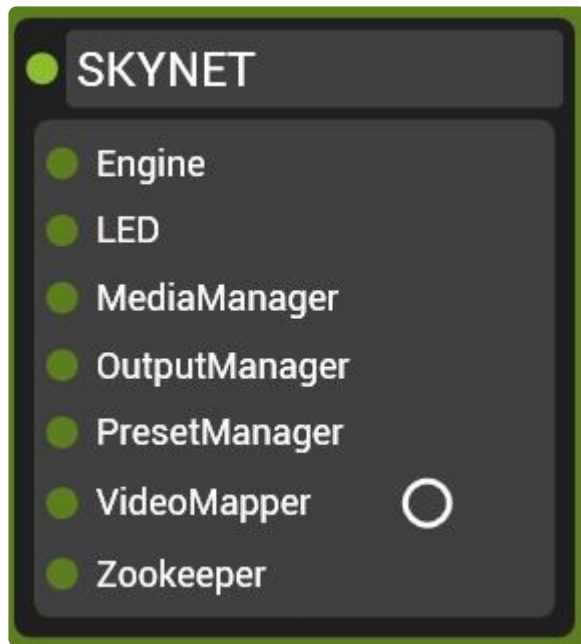 SKYNET
Engine
LED
MediaManager
OutputManager
PresetManager
VideoMapper
Zookeeper